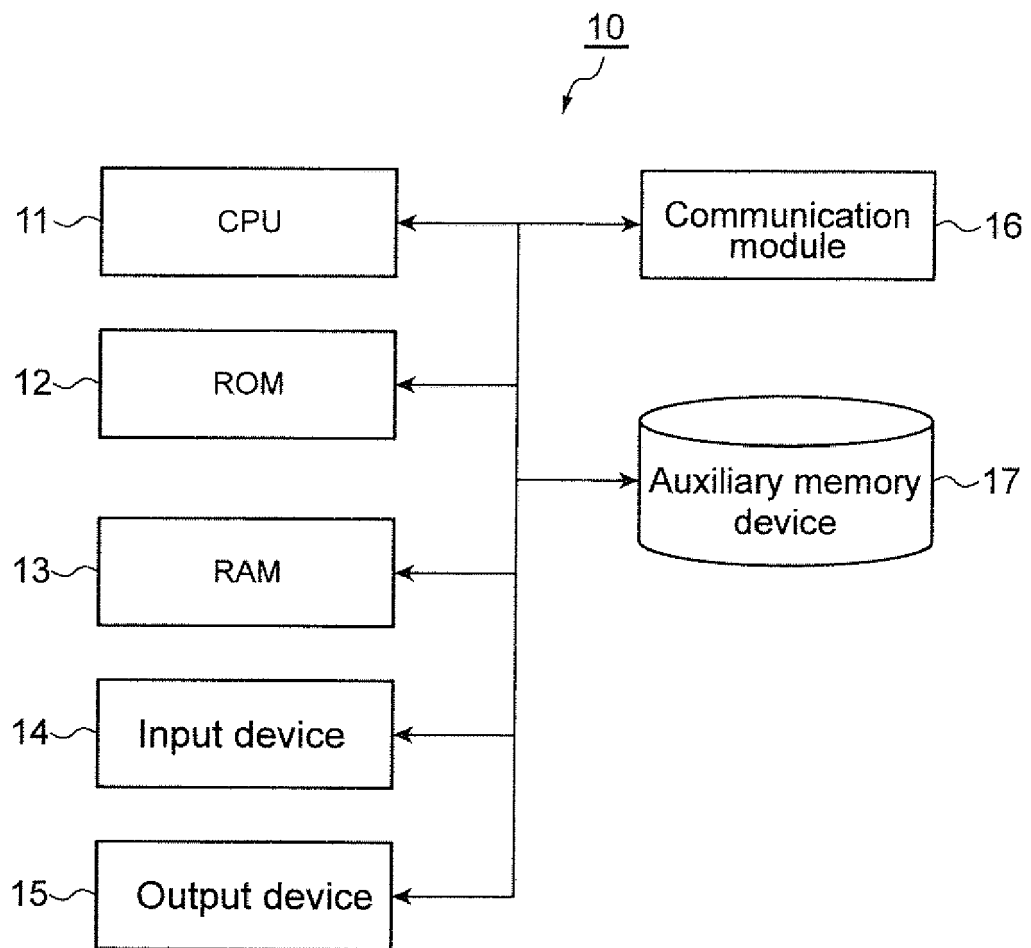 10
11
CPU
Communication
module
16
12
ROM
Auxiliary memory
device
17
13
RAM
14
Input device
15
Output device